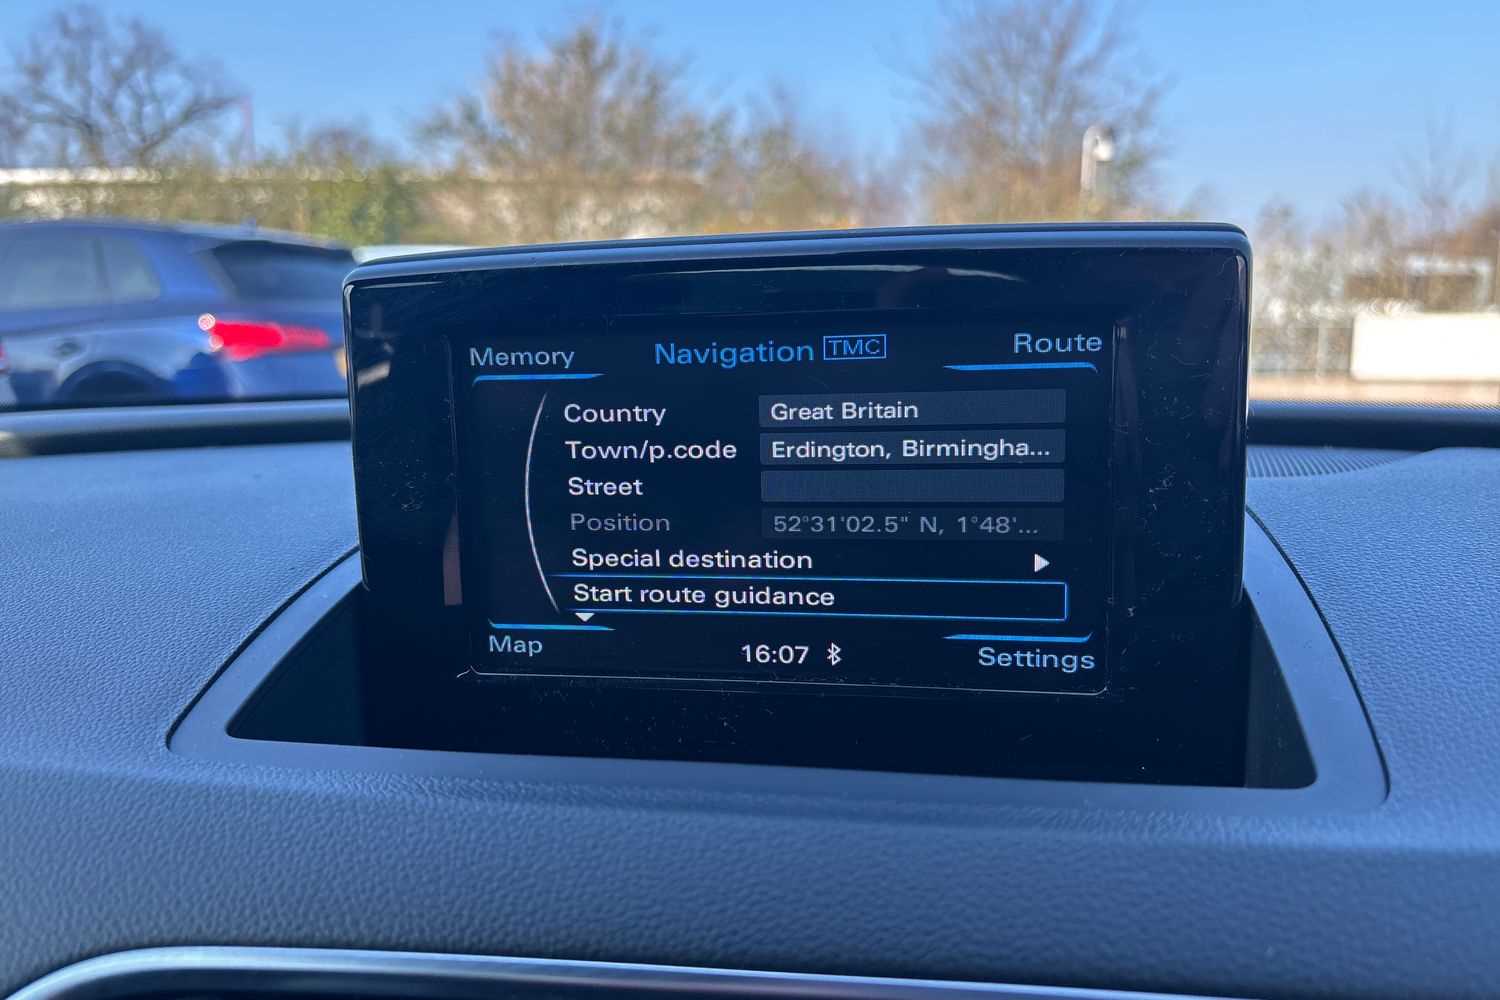 Memory Navigation TMC Route
Country Great Britain
Town/p.code Erdington, Birmingha...
Street
Position 52°31'02.5" N, 1°48'...
Special destination
Start route guidance
Map 16:07 Settings